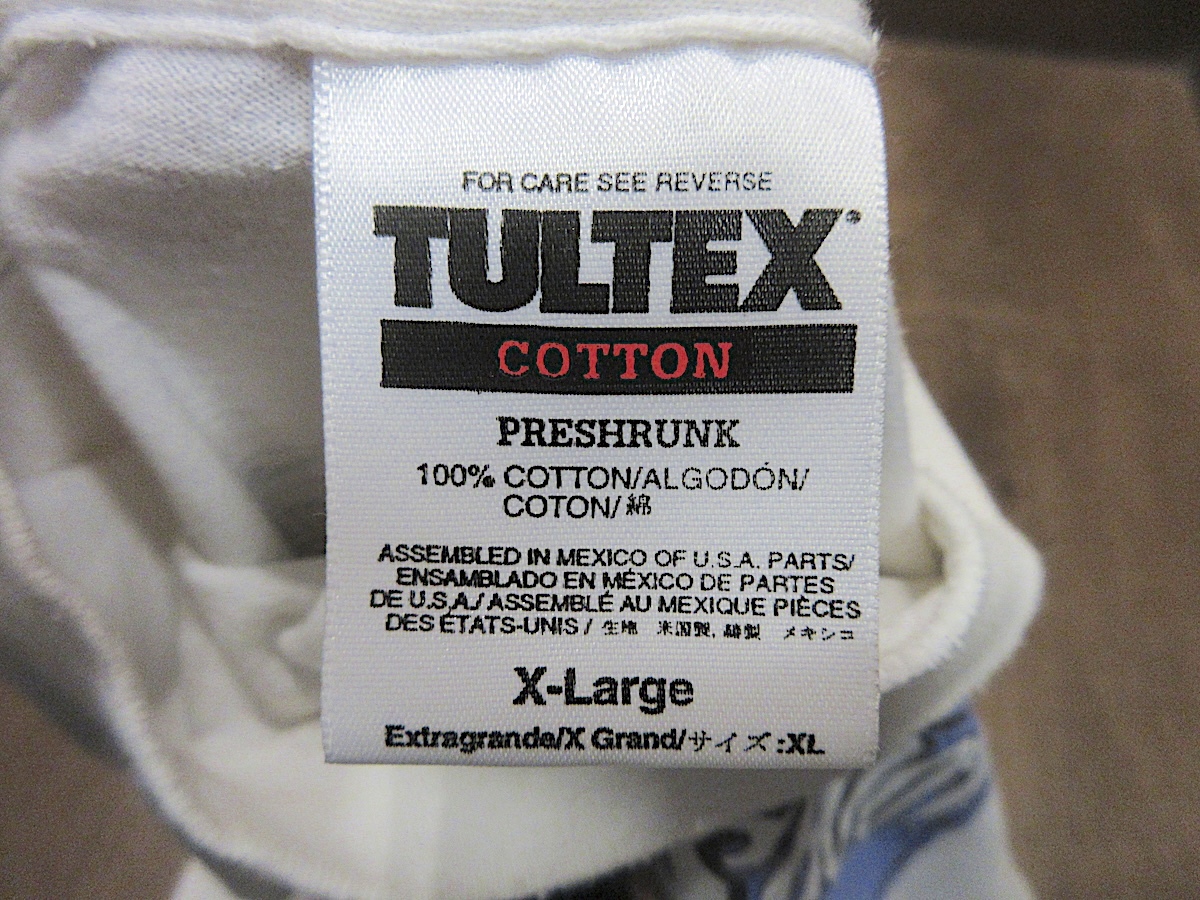 FOR CARE SEE REVERSE
TULTEX®
COTTON
PRESHRUNK
100% COTTON/ALGODÓN/
COTON/綿
ASSEMBLED IN MEXICO OF U.S.A. PARTS/
ENSAMBLADO EN MÉXICO DE PARTES
DE U.S.A./ASSEMBLÉ AU MEXIQUE PIÈCES
DES ÉTATS-UNIS/ 生地 米国製, 縫製 メキシコ
X-Large
Extragrande/X Grand/サイズ:XL